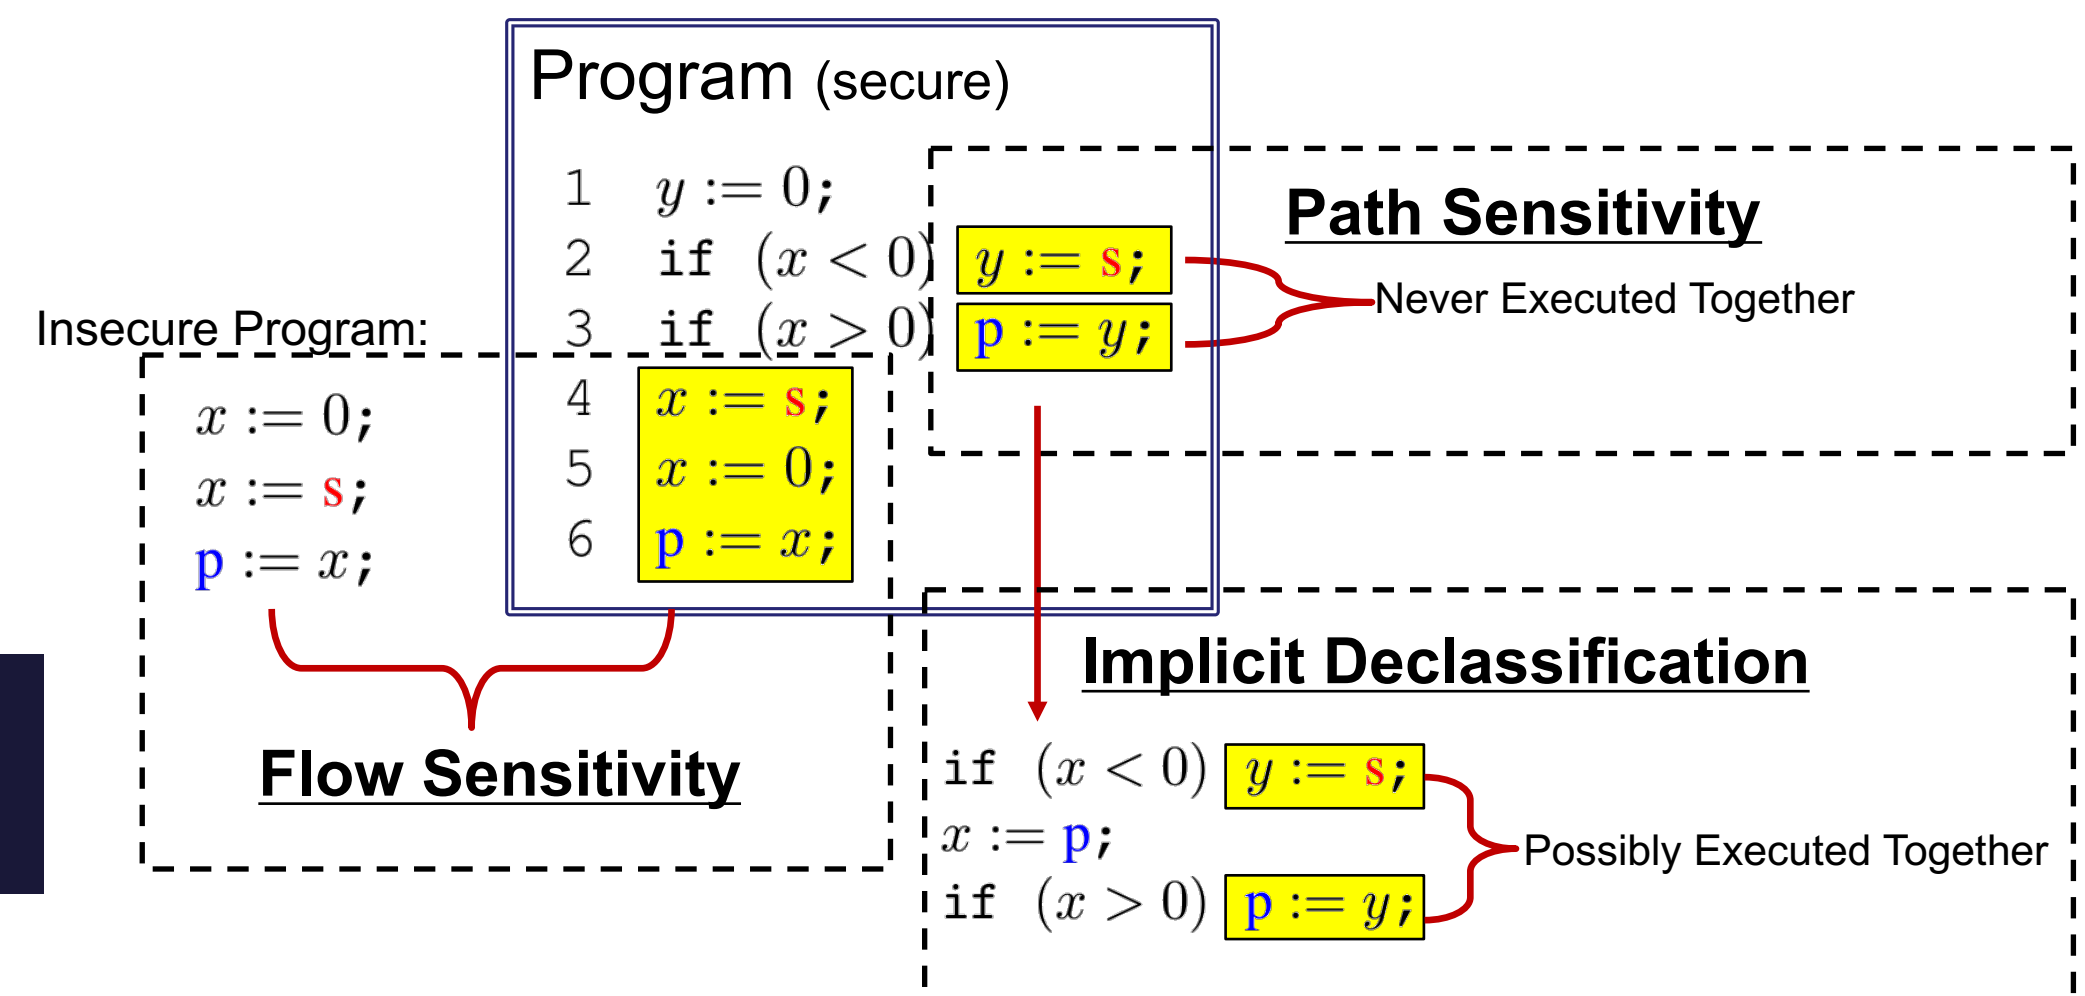 Program (secure)
1 y := 0;
2 if (x < 0) y := s;
3 if (x > 0) p := y;
4 x := s;
5 x := 0;
6 p := x;
Path Sensitivity
Never Executed Together
Insecure Program:
x := 0;
x := s;
p := x;
Flow Sensitivity
Implicit Declassification
if (x < 0) y := s;
x := p;
if (x > 0) p := y;
Possibly Executed Together